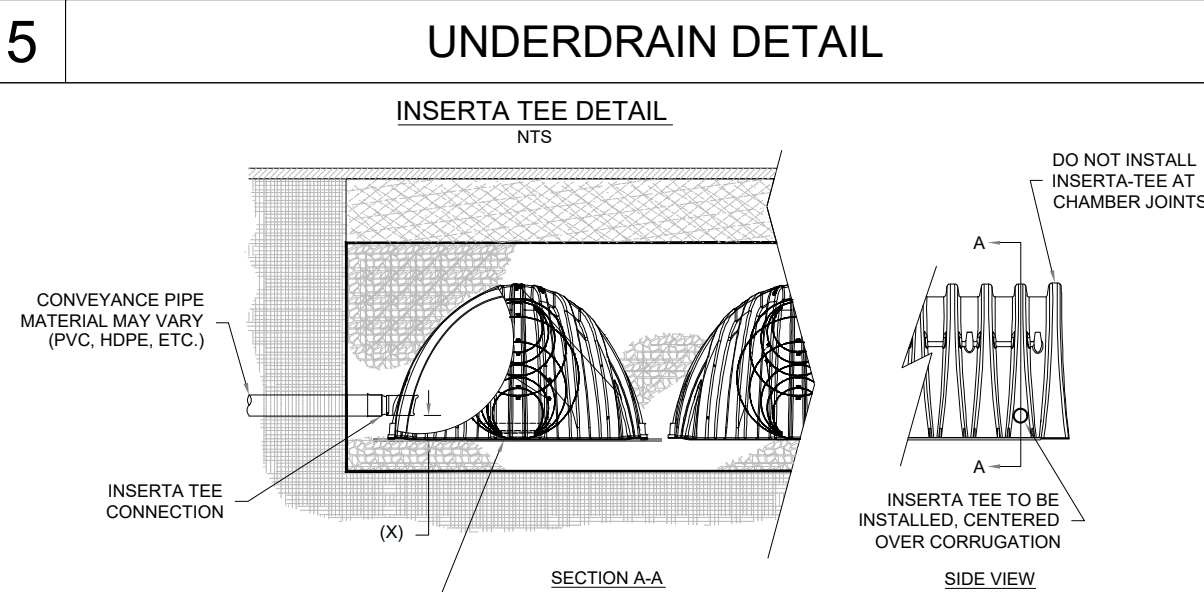 5
UNDERDRAIN DETAIL
INSERTA TEE DETAIL
NTS
CONVEYANCE PIPE
MATERIAL MAY VARY
(PVC, HDPE, ETC.)
INSERTA TEE
CONNECTION
(X)
SECTION A-A
DO NOT INSTALL
INSERTA-TEE AT
CHAMBER JOINTS
A
A
INSERTA TEE TO BE
INSTALLED, CENTERED
OVER CORRUGATION
SIDE VIEW